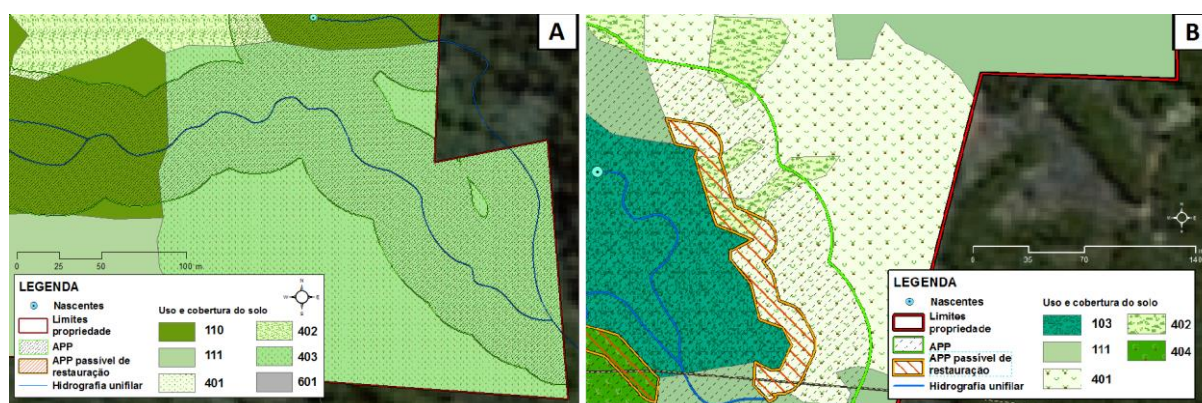 A
0 25 50 100 m.
LEGENDA
Nascentes
Limites
propriedade
APP
APP passível de
restauração
Hidrografia unifilar
Uso e cobertura do solo
110
111
401
402
403
601
N
S
B
0 35 70 140
LEGENDA
Nascentes
Limites
propriedade
APP
APP passível de
restauração
Hidrografia unifilar
Uso e cobertura do solo
103
111
401
402
404